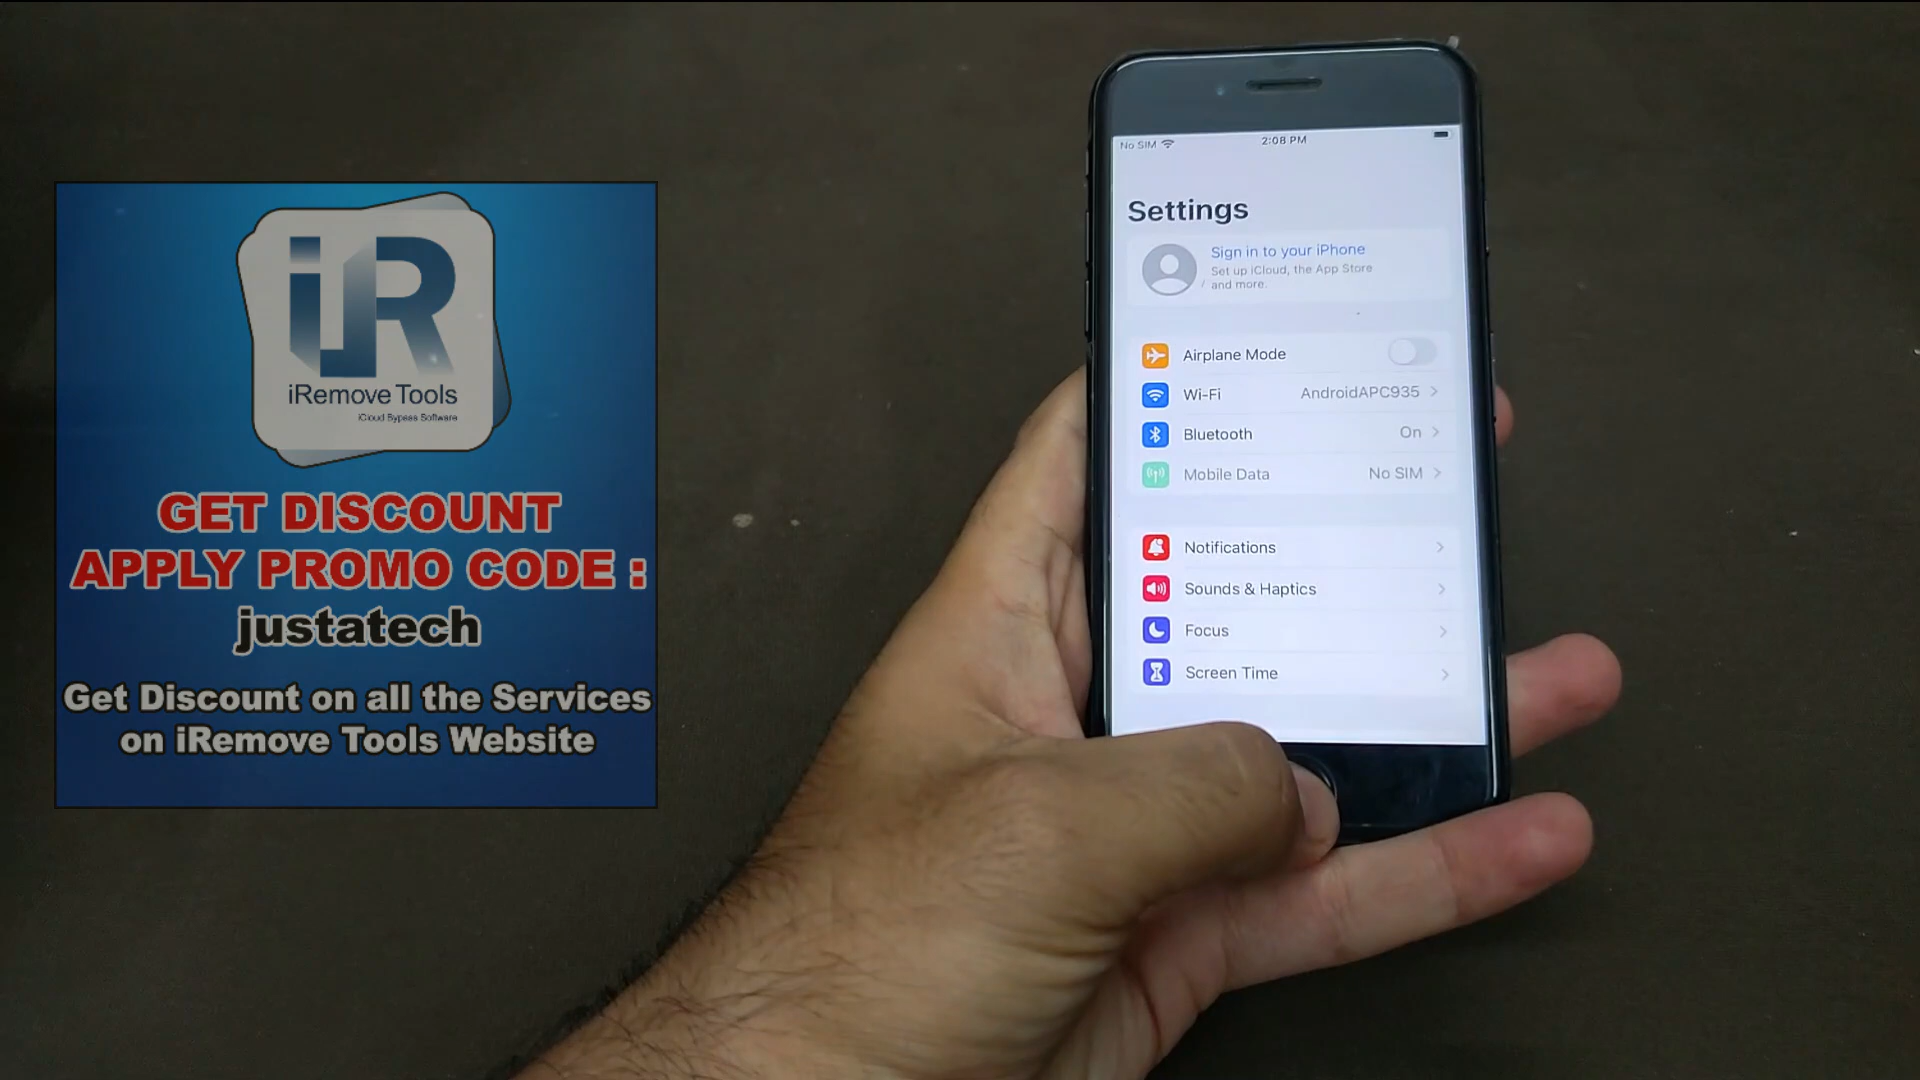 iR
iRemove Tools
iCloud Bypass Software
GET DISCOUNT
APPLY PROMO CODE :
justatech
Get Discount on all the Services
on iRemove Tools Website
No SIM
2:08 PM
Settings
Sign in to your iPhone
Set up iCloud, the App Store
and more.
Airplane Mode
Wi-Fi AndroidAPC935
Bluetooth On
Mobile Data No SIM
Notifications
Sounds & Haptics
Focus
Screen Time